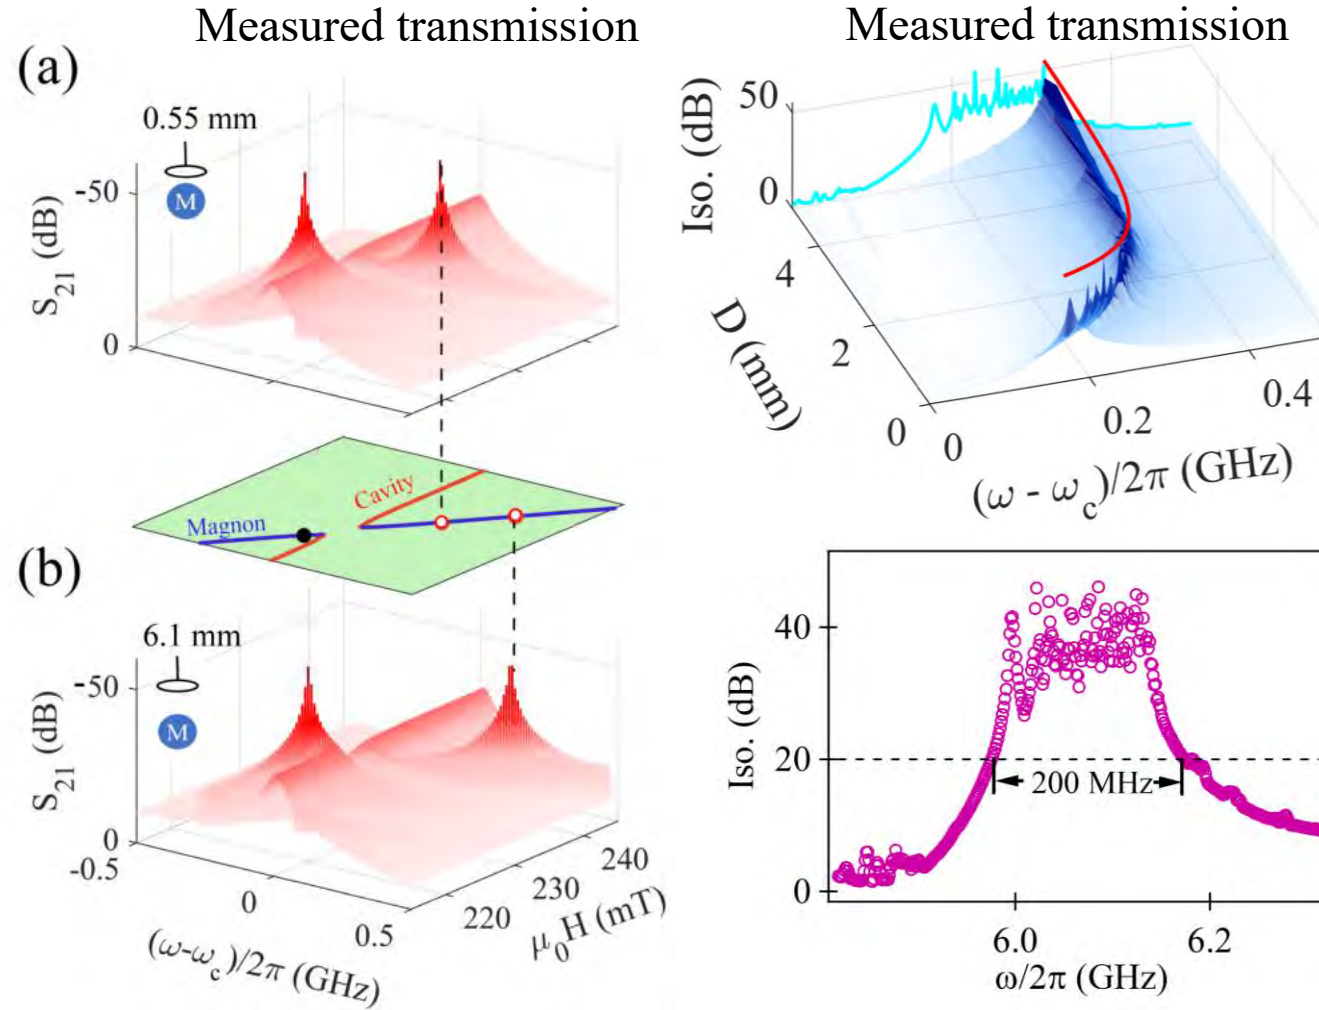 Measured transmission
Measured transmission
(a)
0.55 mm
M
-50
0
S21 (dB)
50
0
Iso. (dB)
4
2
0
D (mm)
0
0.2
0.4
(ω - ωc)/2π (GHz)
Cavity
Magnon
(b)
6.1 mm
M
-50
0
S21 (dB)
-0.5
0
0.5
(ω-ωc)/2π (GHz)
220
230
240
μ0H (mT)
40
20
0
Iso. (dB)
200 MHz
6.0
6.2
ω/2π (GHz)